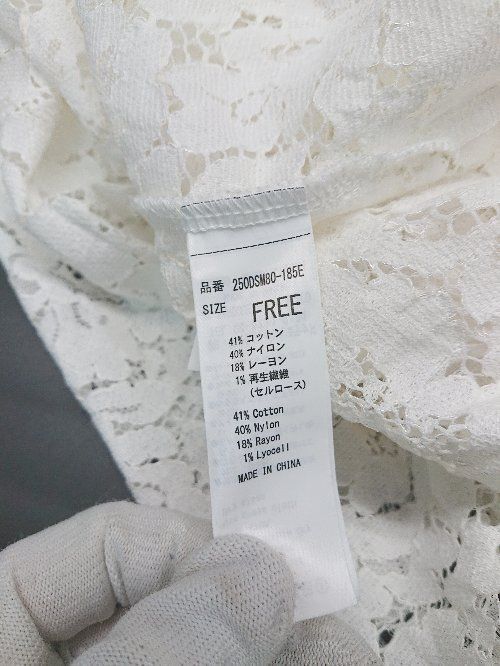 品番 250DSM80-185E
SIZE FREE
41% コットン
40% ナイロン
18% レーヨン
1% 再生繊維
(セルロース)
41% Cotton
40% Nylon
18% Rayon
1% Lyocell
MADE IN CHINA